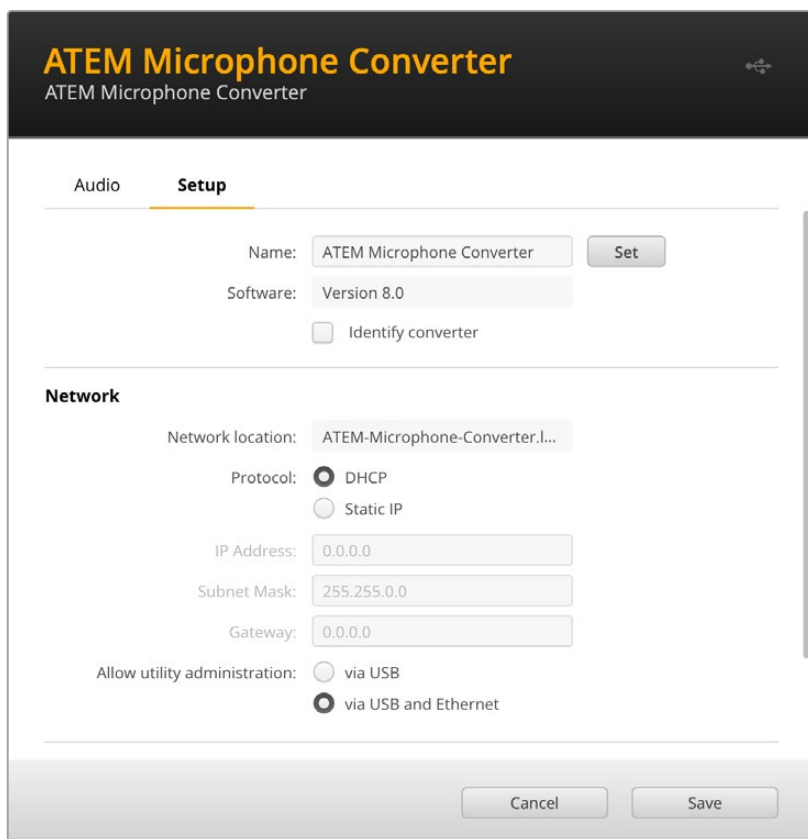 ATEM Microphone Converter
ATEM Microphone Converter
Audio Setup
Name: ATEM Microphone Converter Set
Software: Version 8.0
Identify converter
Network
Network location: ATEM-Microphone-Converter.l...
Protocol: DHCP
Static IP
IP Address: 0.0.0.0
Subnet Mask: 255.255.0.0
Gateway: 0.0.0.0
Allow utility administration: via USB
via USB and Ethernet
Cancel Save